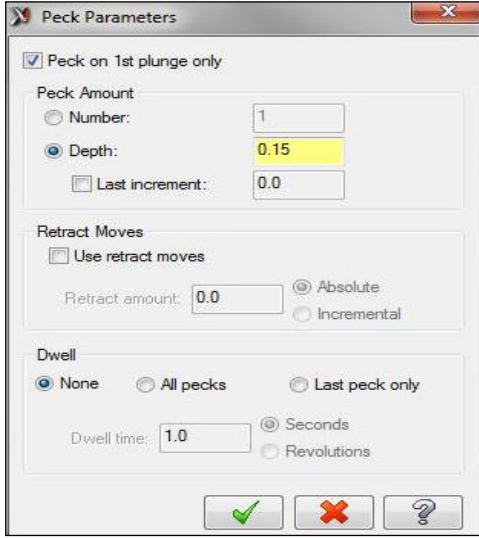 Peck Parameters
Peck on 1st plunge only
Peck Amount
Number: 1
Depth: 0.15
Last increment: 0.0
Retract Moves
Use retract moves
Retract amount: 0.0 Absolute
Incremental
Dwell
None All pecks Last peck only
Dwell time: 1.0 Seconds
Revolutions